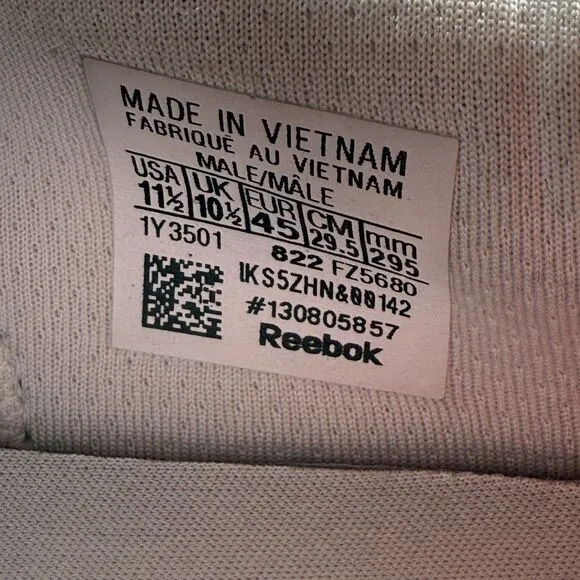 MADE IN VIETNAM
FABRIQUÉ AU VIETNAM
MALE/MÂLE
USA UK EUR CM mm
11½ 10½ 45 29.5 295
1Y3501 822 FZ5680
IKS5ZHN&00142
#130805857
Reebok